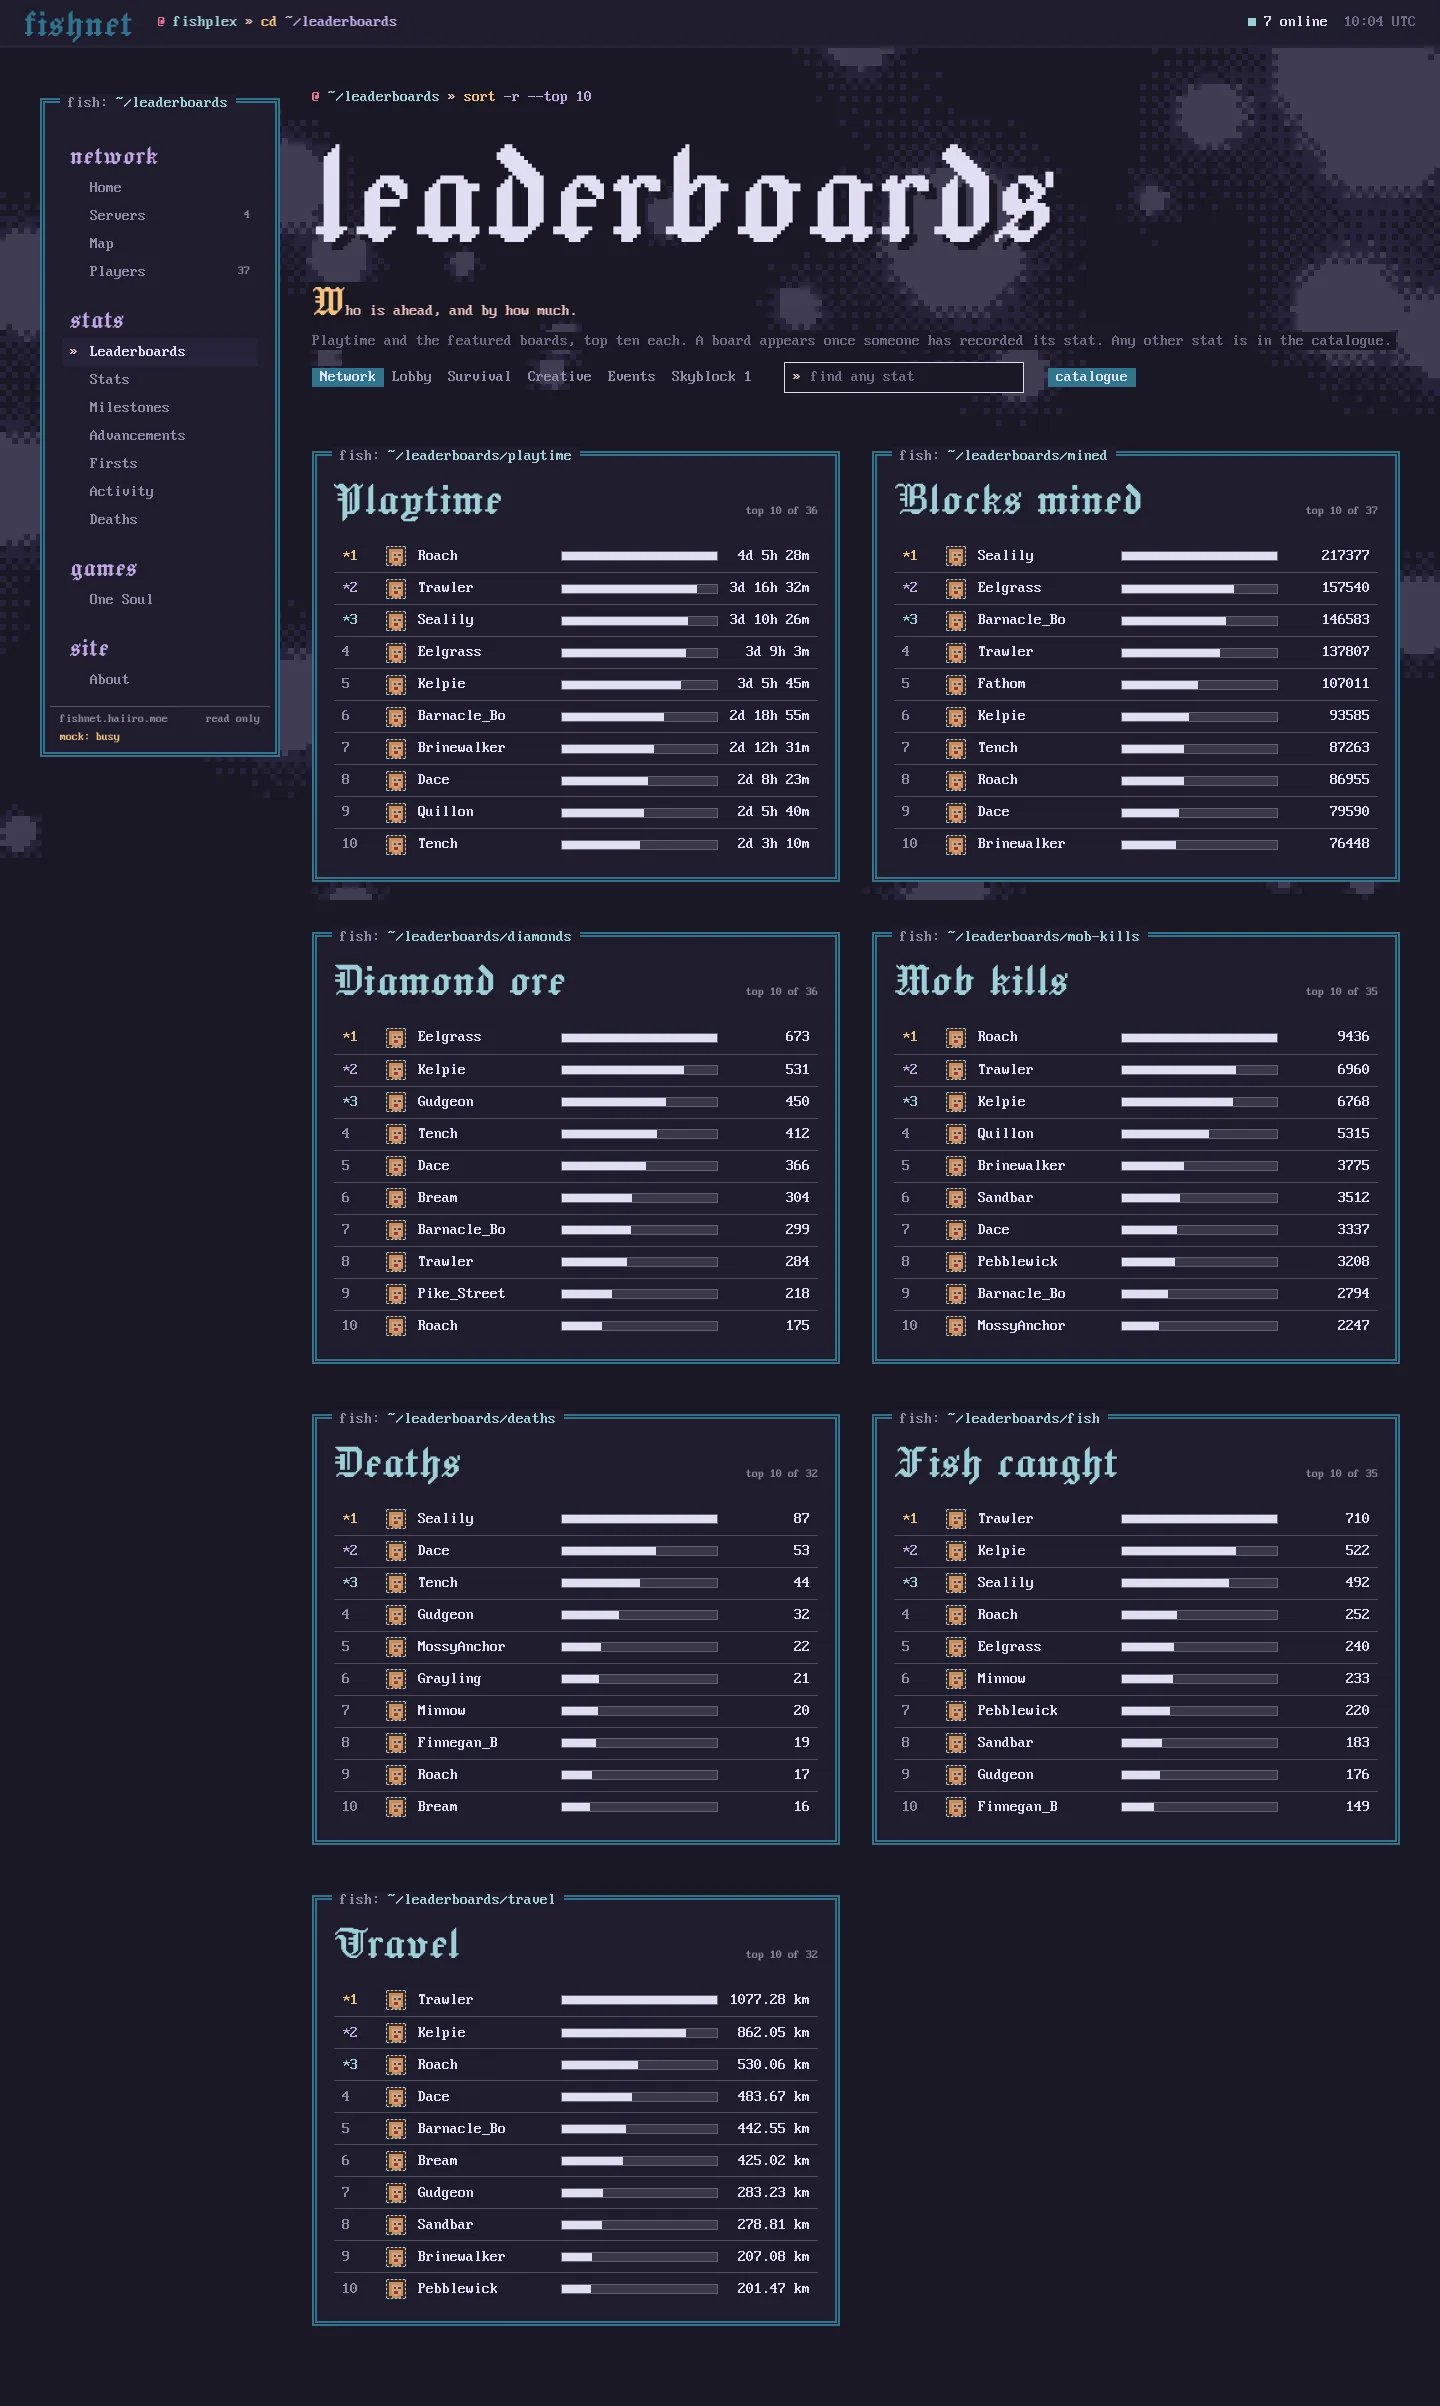 fishnet @ fishplex » cd ~/leaderboards 7 online 10:04 UTC
fish: ~/leaderboards
network
Home
Servers 4
Map
Players 37
stats
» Leaderboards
Stats
Milestones
Advancements
Firsts
Activity
Deaths
games
One Soul
site
About
fishnet.haiiro.moe read only
mock: busy
@ ~/leaderboards » sort -r --top 10
leaderboards
Who is ahead, and by how much.
Playtime and the featured boards, top ten each. A board appears once someone has recorded its stat. Any other stat is in the catalogue.
Network Lobby Survival Creative Events Skyblock 1 » find any stat catalogue
fish: ~/leaderboards/playtime
Playtime top 10 of 36
*1 Roach 4d 5h 28m
*2 Trawler 3d 16h 32m
*3 Sealily 3d 10h 26m
4 Eelgrass 3d 9h 3m
5 Kelpie 3d 5h 45m
6 Barnacle_Bo 2d 18h 55m
7 Brinewalker 2d 12h 31m
8 Dace 2d 8h 23m
9 Quillon 2d 5h 40m
10 Tench 2d 3h 10m
fish: ~/leaderboards/mined
Blocks mined top 10 of 37
*1 Sealily 217377
*2 Eelgrass 157540
*3 Barnacle_Bo 146583
4 Trawler 137807
5 Fathom 107011
6 Kelpie 93585
7 Tench 87263
8 Roach 86955
9 Dace 79590
10 Brinewalker 76448
fish: ~/leaderboards/diamonds
Diamond ore top 10 of 36
*1 Eelgrass 673
*2 Kelpie 531
*3 Gudgeon 450
4 Tench 412
5 Dace 366
6 Bream 304
7 Barnacle_Bo 299
8 Trawler 284
9 Pike_Street 218
10 Roach 175
fish: ~/leaderboards/mob-kills
Mob kills top 10 of 35
*1 Roach 9436
*2 Trawler 6960
*3 Kelpie 6768
4 Quillon 5315
5 Brinewalker 3775
6 Sandbar 3512
7 Dace 3337
8 Pebblewick 3208
9 Barnacle_Bo 2794
10 MossyAnchor 2247
fish: ~/leaderboards/deaths
Deaths top 10 of 32
*1 Sealily 87
*2 Dace 53
*3 Tench 44
4 Gudgeon 32
5 MossyAnchor 22
6 Grayling 21
7 Minnow 20
8 Finnegan_B 19
9 Roach 17
10 Bream 16
fish: ~/leaderboards/fish
Fish caught top 10 of 35
*1 Trawler 710
*2 Kelpie 522
*3 Sealily 492
4 Roach 252
5 Eelgrass 240
6 Minnow 233
7 Pebblewick 220
8 Sandbar 183
9 Gudgeon 176
10 Finnegan_B 149
fish: ~/leaderboards/travel
Travel top 10 of 32
*1 Trawler 1077.28 km
*2 Kelpie 862.05 km
*3 Roach 530.06 km
4 Dace 483.67 km
5 Barnacle_Bo 442.55 km
6 Bream 425.02 km
7 Gudgeon 283.23 km
8 Sandbar 278.81 km
9 Brinewalker 207.08 km
10 Pebblewick 201.47 km